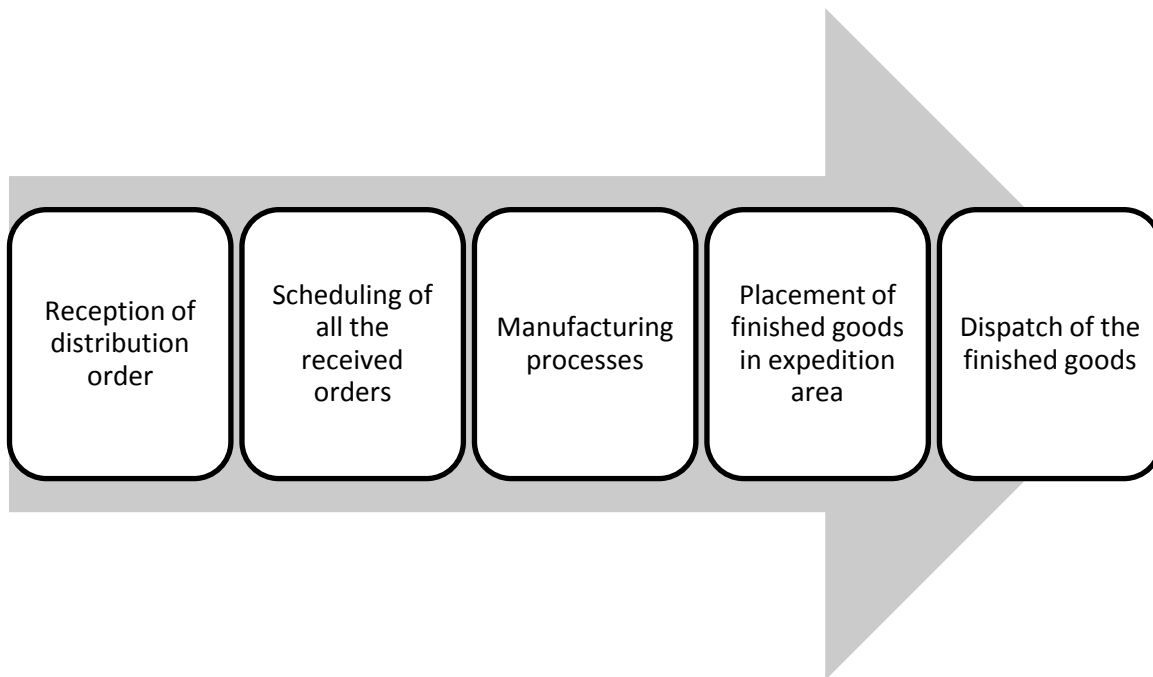 Reception of
distribution
order
Scheduling of
all the
received
orders
Manufacturing
processes
Placement of
finished goods
in expedition
area
Dispatch of the
finished goods